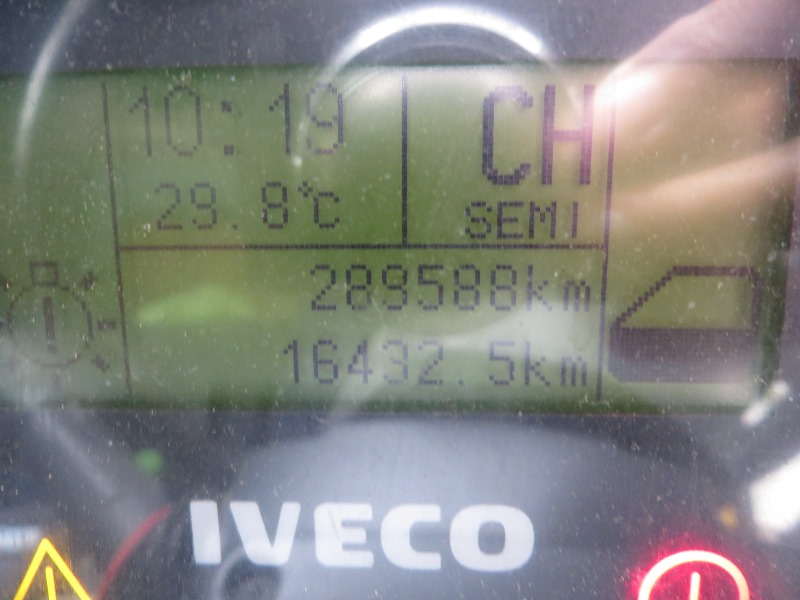 10:19
CH
29.8°C
SEMI
289588km
16432.5km
IVECO